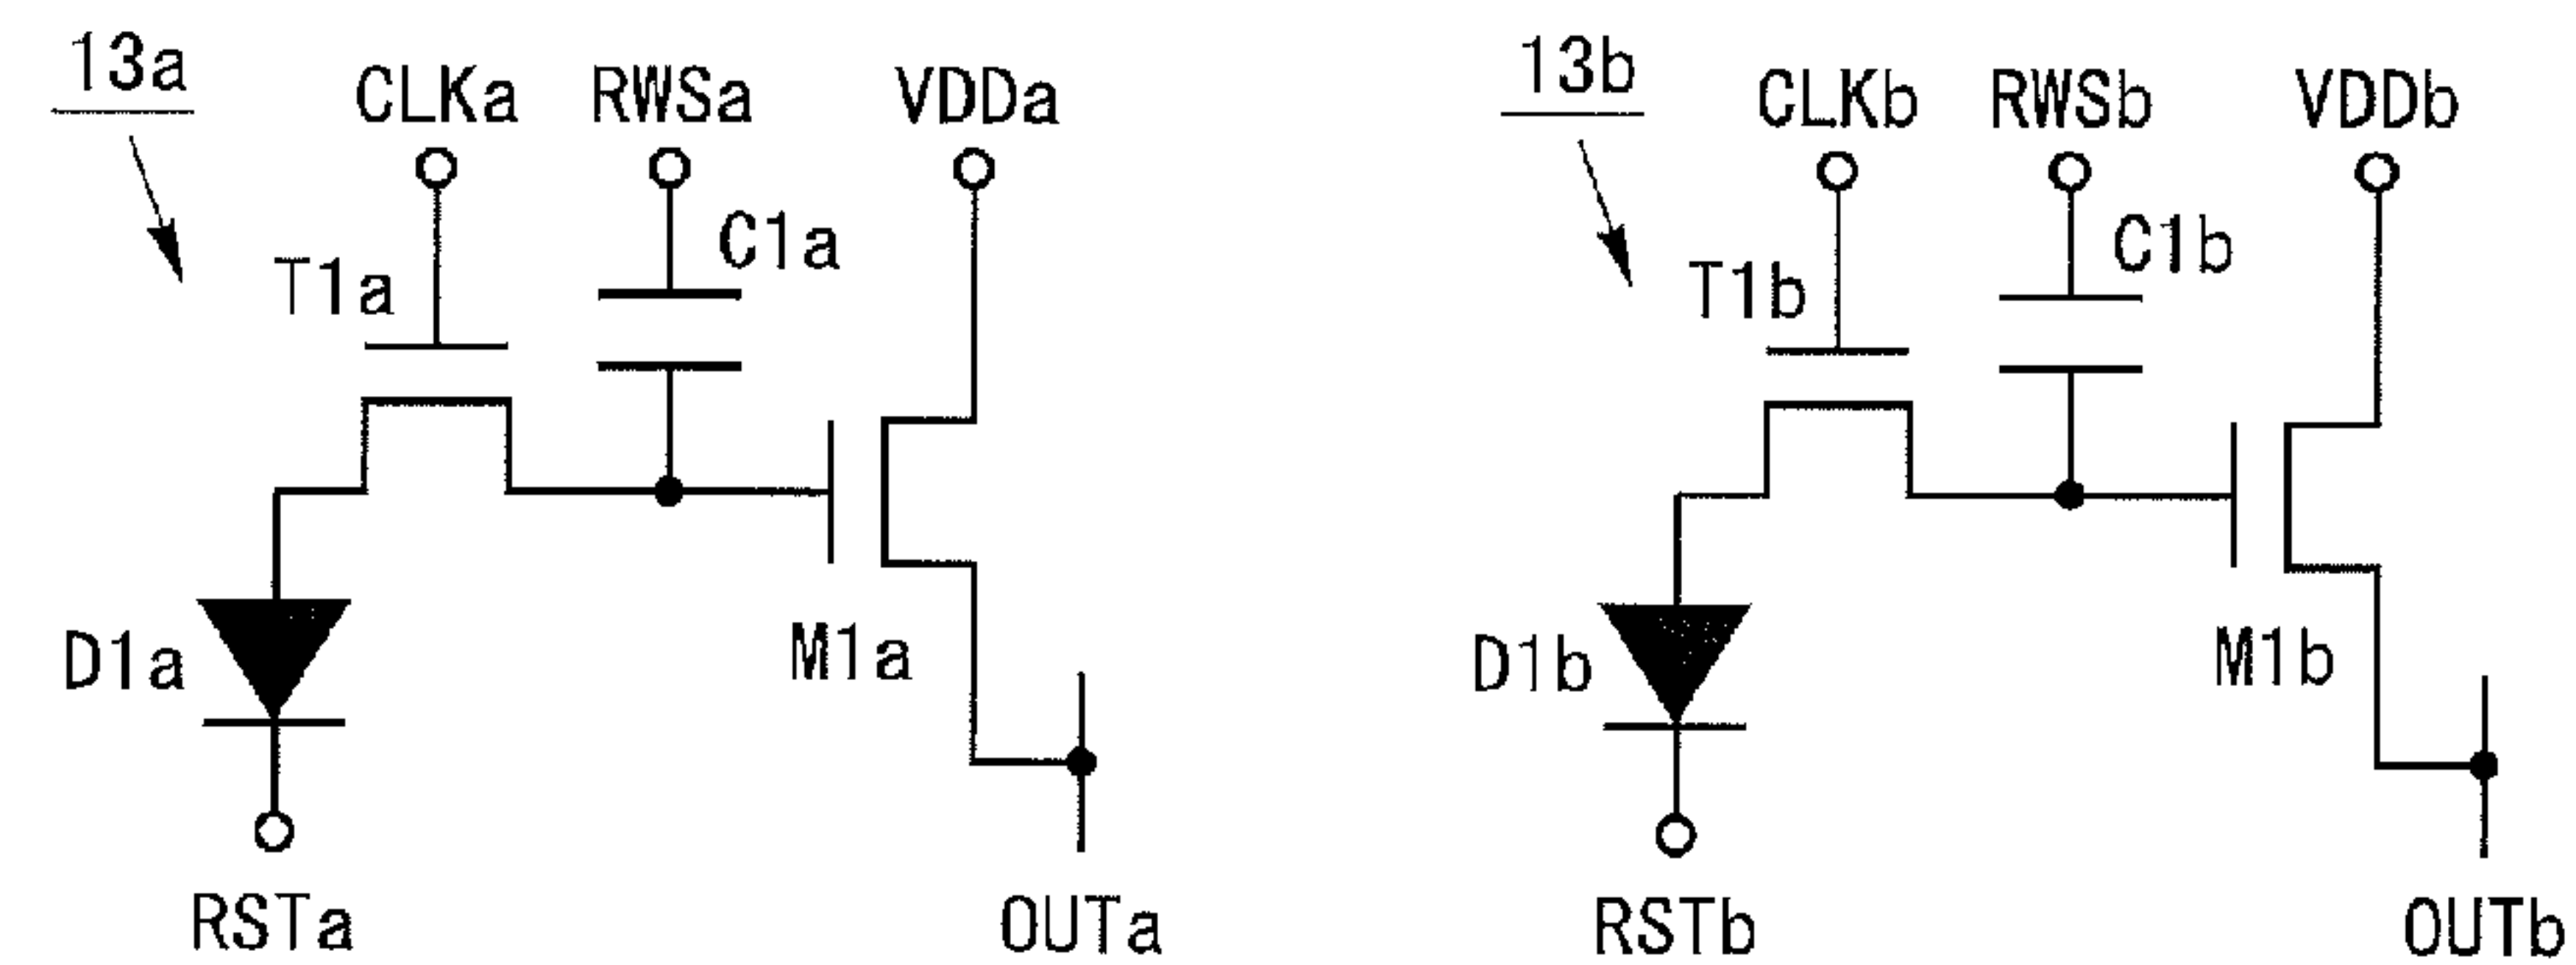 13a
CLKa RWSa VDDa
C1a
T1a
D1a
M1a
RSTa
OUTa
13b
CLKb RWSb VDDb
C1b
T1b
D1b
M1b
RSTb
OUTb